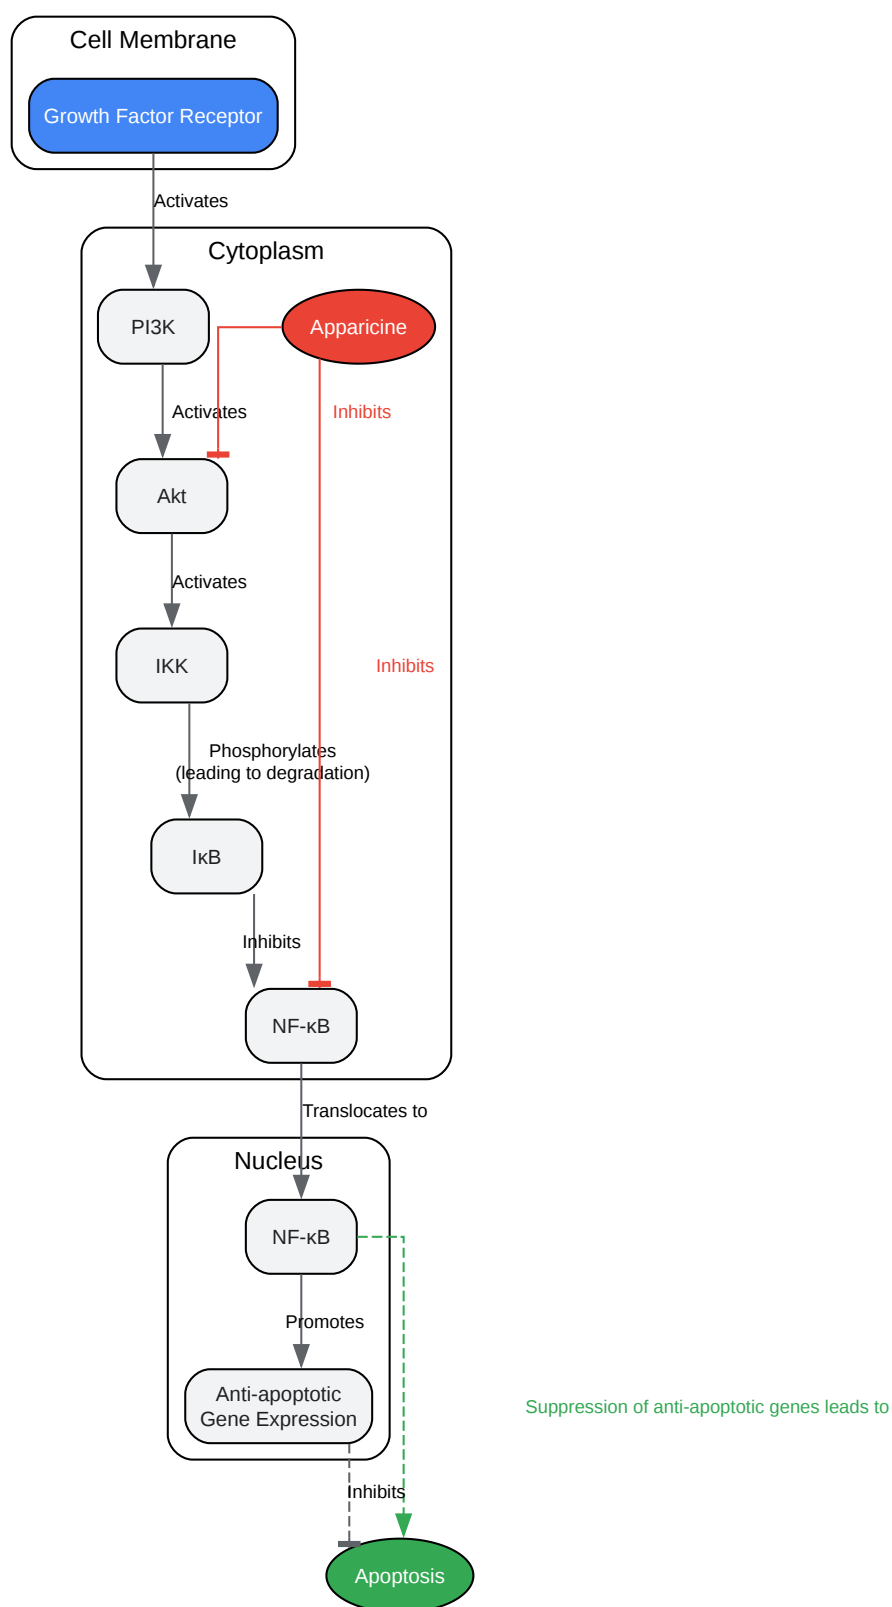 Cell Membrane
Growth Factor Receptor
Activates
Cytoplasm
PI3K
Apparicine
Activates
Inhibits
Akt
Activates
IKK
Inhibits
Phosphorylates
(leading to degradation)
IκB
Inhibits
NF-κB
Translocates to
Nucleus
NF-κB
Promotes
Anti-apoptotic
Gene Expression
Suppression of anti-apoptotic genes leads to
Inhibits
Apoptosis